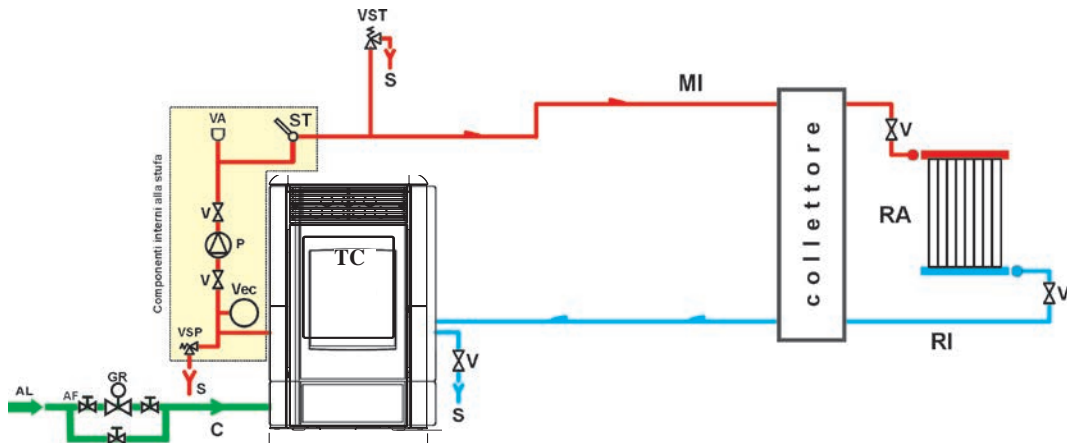 VST
S
MI
VA
ST
V
collettore
Componenti interni alla stufa
V
P
V
Vec
TC
RA
V
VSP
S
V
S
RI
AL
AF
GR
C